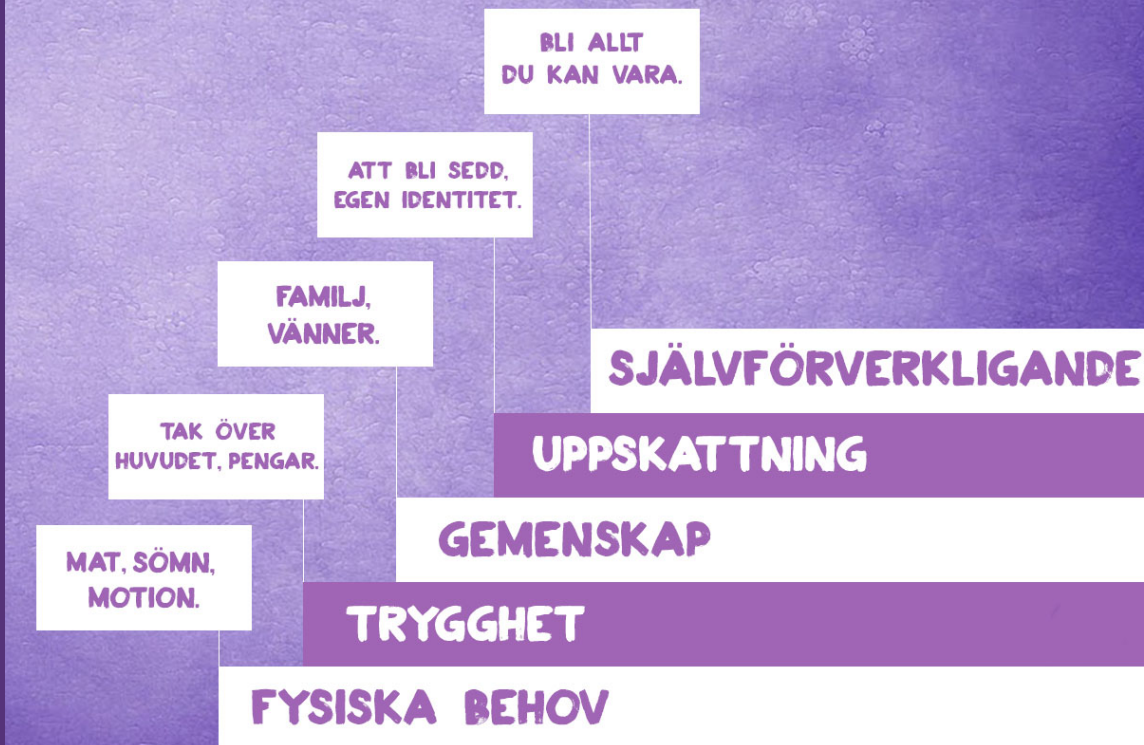 BLI ALLT
DU KAN VARA.
ATT BLI SEDD,
EGEN IDENTITET.
FAMILJ,
VÄNNER.
SJÄLVFÖRVERKLIGANDE
TAK ÖVER
HUVUDET, PENGAR.
UPPSKATTNING
GEMENSKAP
MAT, SÖMN,
MOTION.
TRYGGHET
FYSISKA BEHOV